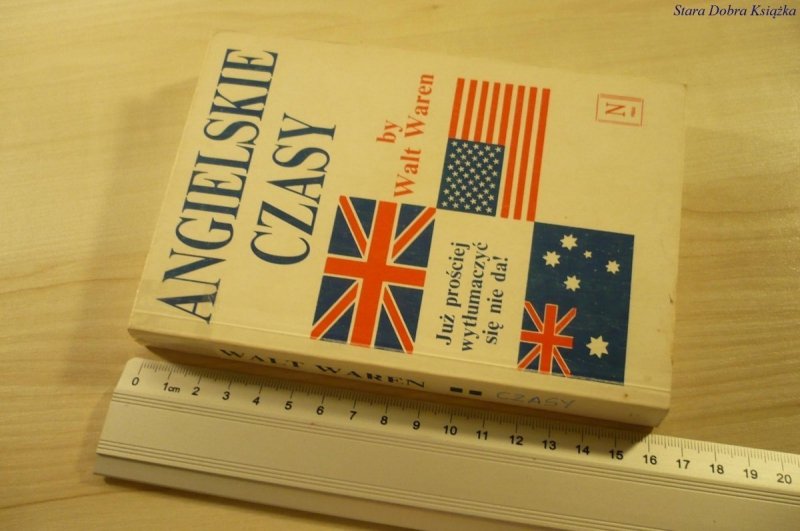 Stara Dobra Książka
ANGIELSKIE
CZASY
by
Walt Waren
N
Już prościej
wytłumaczyć
się nie da!
WALT WAREN
CZASY
0 1cm 2 3 4 5 6 7 8 9 10 11 12 13 14 15 16 17 18 19 20